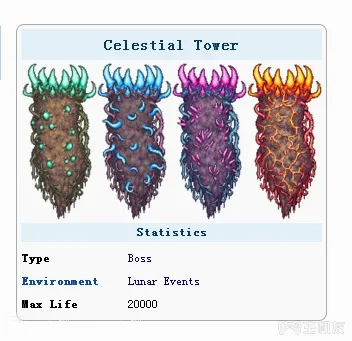 Celestial Tower
Statistics
Type Boss
Environment Lunar Events
Max Life 20000